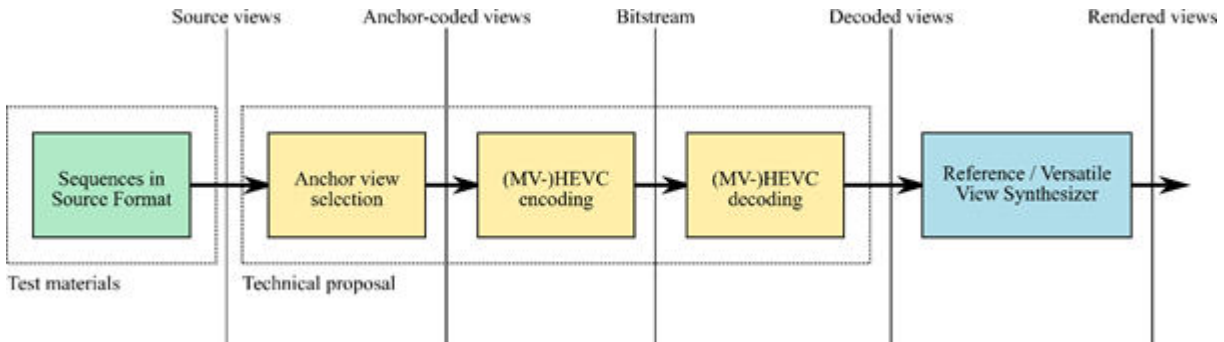 Source views
Anchor-coded views
Bitstream
Decoded views
Rendered views
Sequences in
Source Format
Anchor view
selection
(MV-)HEVC
encoding
(MV-)HEVC
decoding
Reference / Versatile
View Synthesizer
Test materials
Technical proposal